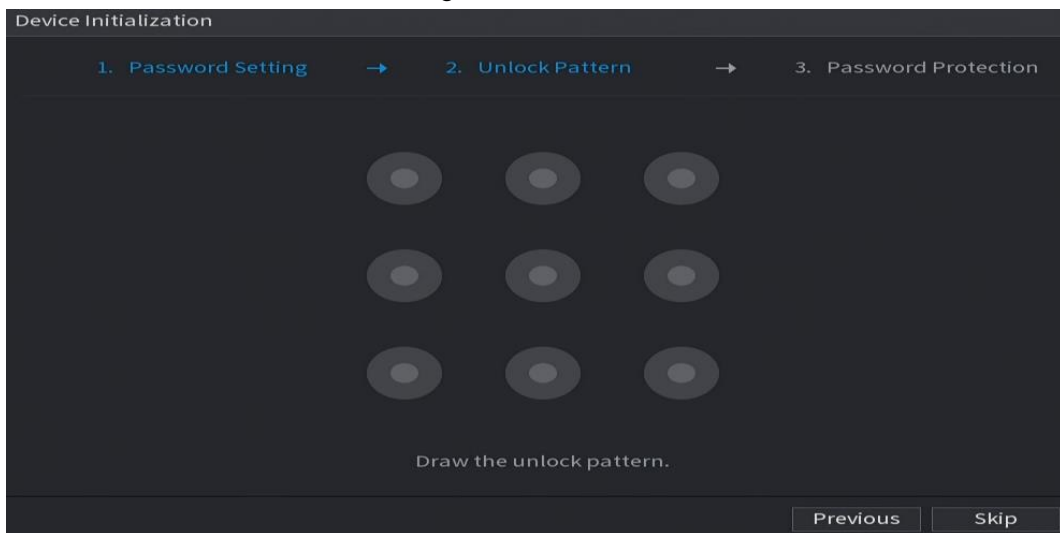 Device Initialization
1. Password Setting → 2. Unlock Pattern → 3. Password Protection
Draw the unlock pattern.
Previous Skip